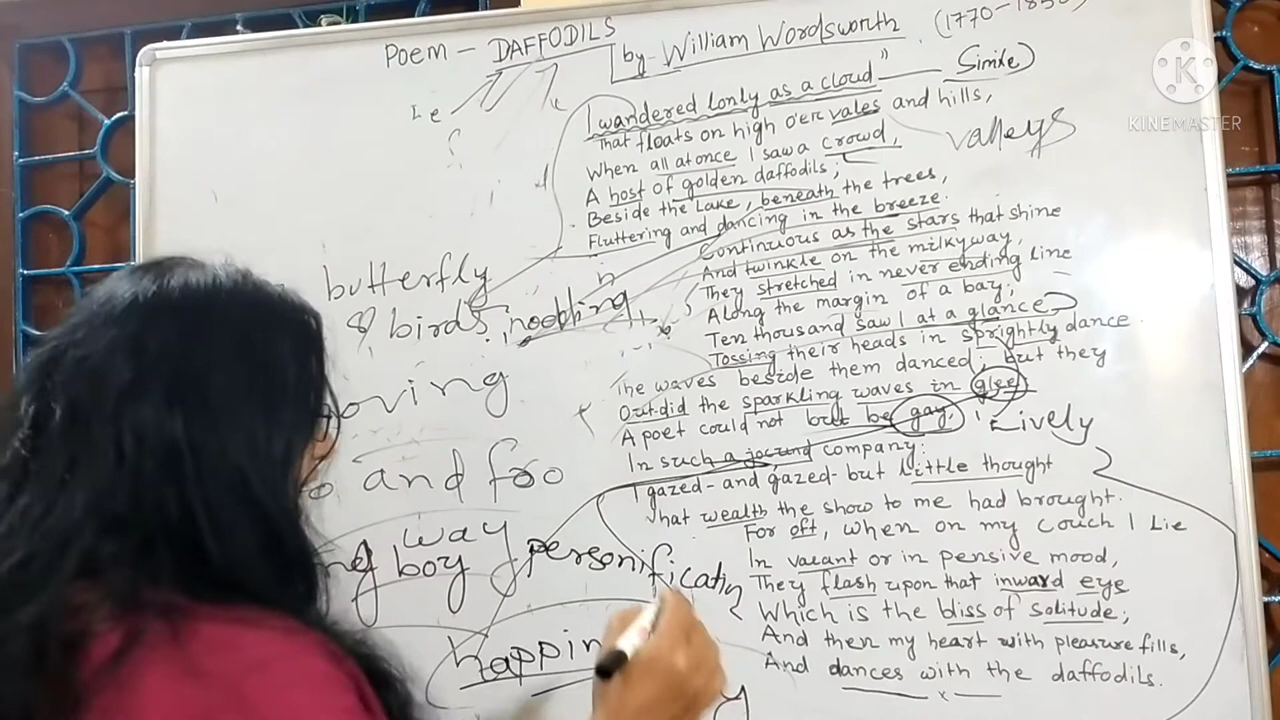 Poem - DAFFODILS
by William Wordsworth
I wandered lonly as a cloud" Simile)
That floats on high o'er vales and hills,
valleys
When all at once I saw a crowd,
A host of golden daffodils;
Beside the Lake, beneath the trees,
Fluttering and dancing in the breeze.
Continuous as the stars that shine
And twinkle on the milkyway,
They stretched in never ending line
Along the margin of a bay;
Ten thousand saw I at a glance
Tossing their heads in sprightly dance
The waves beside them danced; but they
Out-did the sparkling waves in glee
A poet could not but be gay,
Lively
In such a jocund company:
I gazed- and gazed- but Little thought
What wealth the show to me had brought.
For oft, when on my couch I Lie
In vacant or in pensive mood,
They flash upon that inward eye
Which is the bliss of solitude;
And then my heart with pleasure fills,
And dances with the daffodils.
x
butterfly
& birds
and fro
way
boy personification
happin
KINEMASTER
K